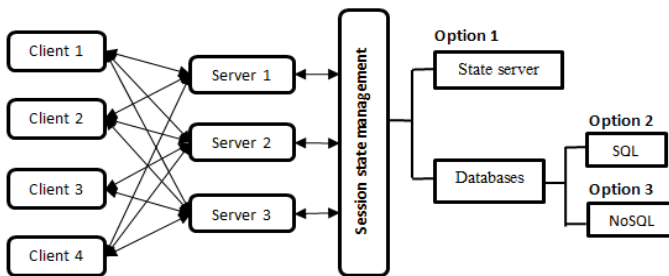 Client 1
Client 2
Client 3
Client 4
Server 1
Server 2
Server 3
Session state management
Option 1
State server
Databases
Option 2
SQL
Option 3
NoSQL